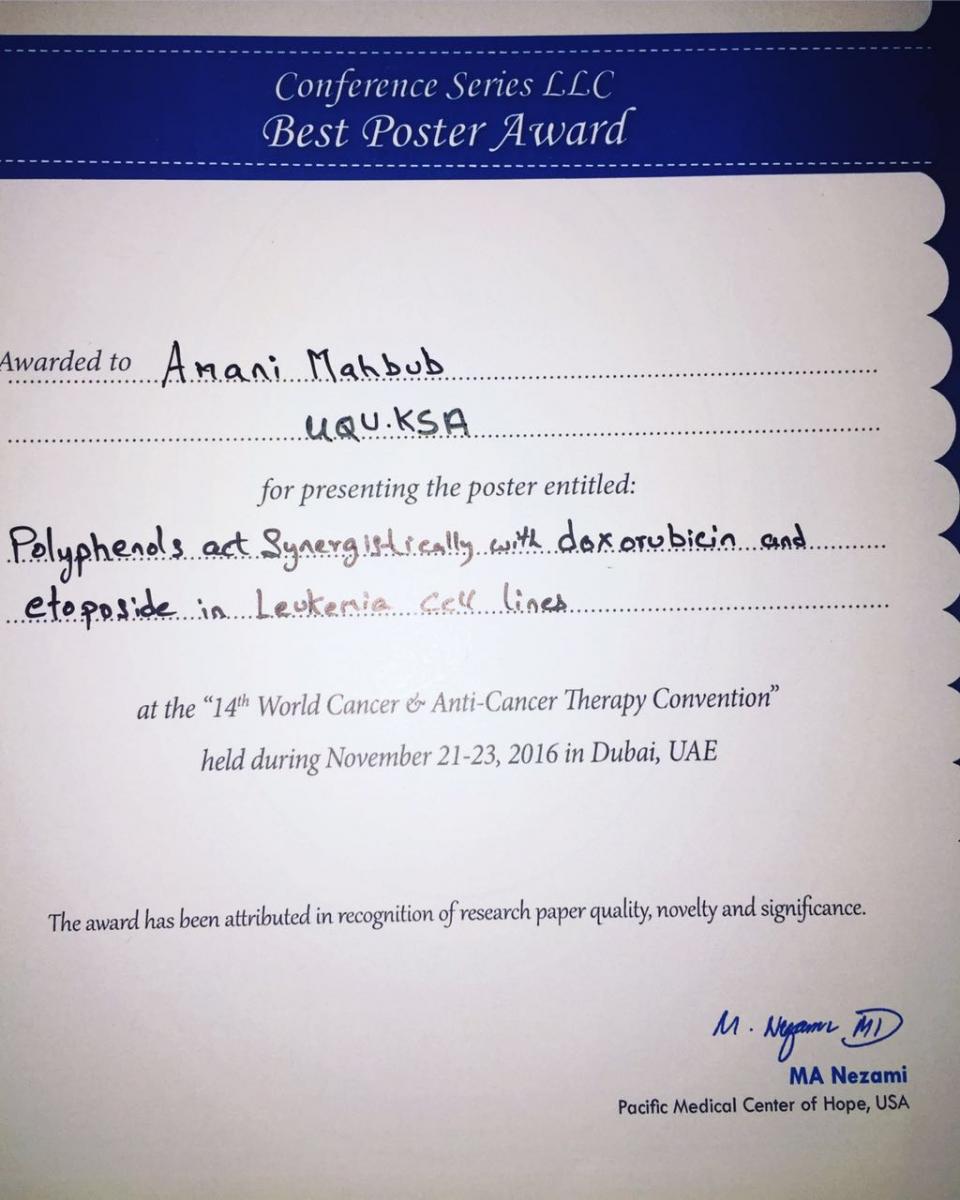 Conference Series LLC
Best Poster Award
Awarded to Amani Mahbub
UQU.KSA
for presenting the poster entitled:
Polyphenols act Synergistically with doxorubicin and
etoposide in Leukemia cell lines
at the “14th World Cancer & Anti-Cancer Therapy Convention”
held during November 21-23, 2016 in Dubai, UAE
The award has been attributed in recognition of research paper quality, novelty and significance.
M. Nezami MD
MA Nezami
Pacific Medical Center of Hope, USA